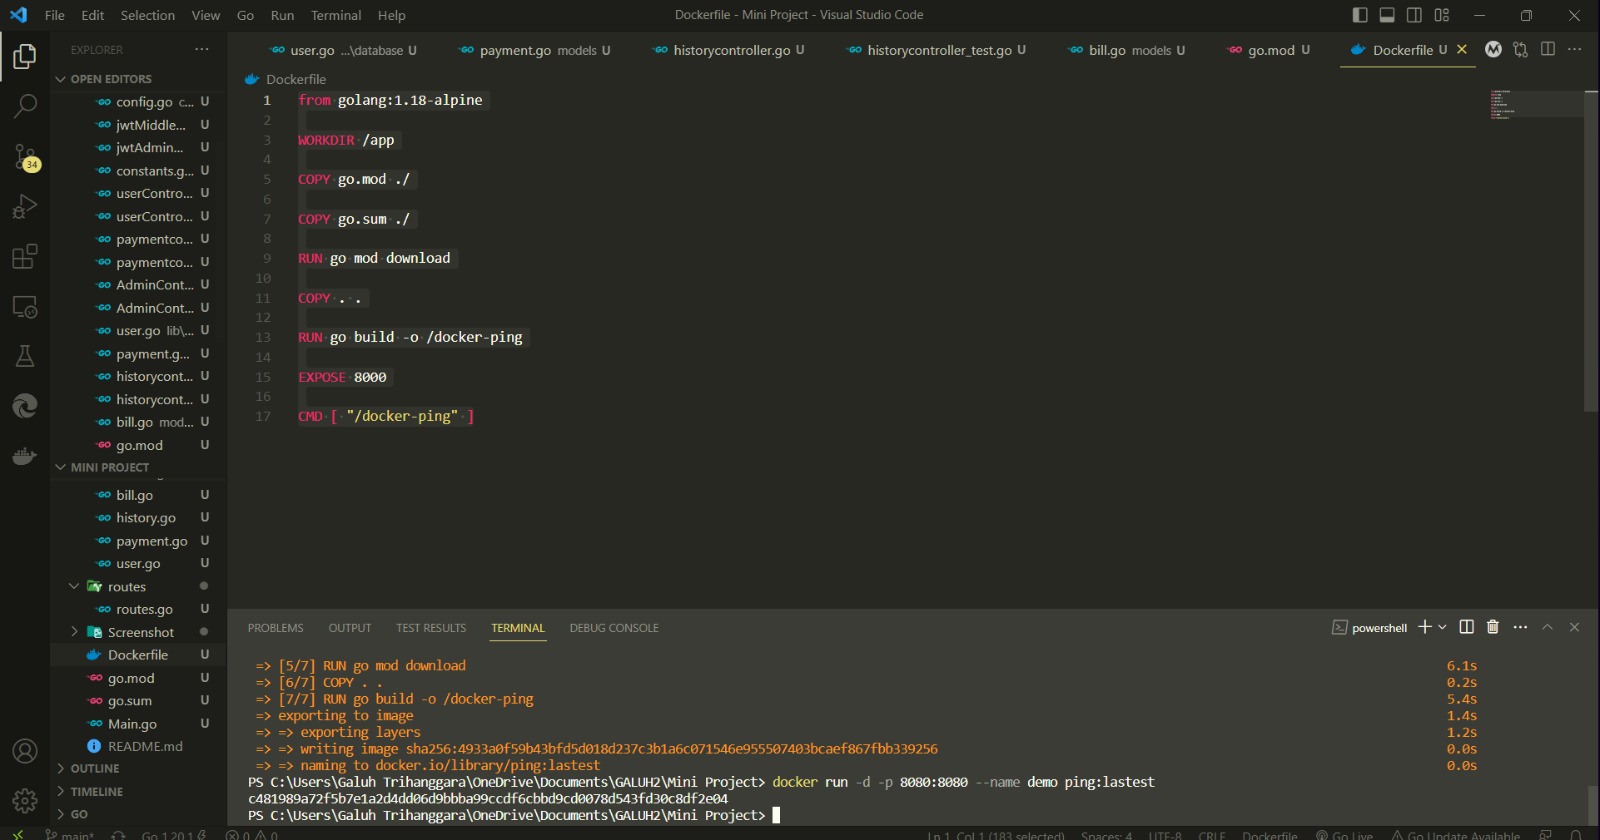 File Edit Selection View Go Run Terminal Help
Dockerfile - Mini Project - Visual Studio Code
EXPLORER
OPEN EDITORS
config.go c... U
jwtMiddle... U
jwtAdmin... U
constants.g... U
userContro... U
userContro... U
paymentco... U
paymentco... U
AdminCont... U
AdminCont... U
user.go lib\... U
payment.g... U
historycont... U
historycont... U
bill.go mod... U
go.mod U
MINI PROJECT
bill.go U
history.go U
payment.go U
user.go U
routes
routes.go U
Screenshot
Dockerfile U
go.mod U
go.sum U
Main.go U
README.md
OUTLINE
TIMELINE
GO
34
user.go ...\database U
payment.go models U
historycontroller.go U
historycontroller_test.go U
bill.go models U
go.mod U
Dockerfile U
Dockerfile
1 from golang:1.18-alpine
2
3 WORKDIR /app
4
5 COPY go.mod ./
6
7 COPY go.sum ./
8
9 RUN go mod download
10
11 COPY . .
12
13 RUN go build -o /docker-ping
14
15 EXPOSE 8000
16
17 CMD [ "/docker-ping" ]
PROBLEMS OUTPUT TEST RESULTS TERMINAL DEBUG CONSOLE
powershell
=> [5/7] RUN go mod download 6.1s
=> [6/7] COPY . . 0.2s
=> [7/7] RUN go build -o /docker-ping 5.4s
=> exporting to image 1.4s
=> => exporting layers 1.2s
=> => writing image sha256:4933a0f59b43bfd5d018d237c3b1a6c071546e955507403bcaef867fbb339256 0.0s
=> => naming to docker.io/library/ping:lastest 0.0s
PS C:\Users\Galuh Trihanggara\OneDrive\Documents\GALUH2\Mini Project> docker run -d -p 8080:8080 --name demo ping:lastest
c481989a72f5b7e1a2d4dd06d9bbba99ccdf6cbbd9cd0078d543fd30c8df2e04
PS C:\Users\Galuh Trihanggara\OneDrive\Documents\GALUH2\Mini Project>
main* Go 1.20.1 0 0 Ln 1, Col 1 (183 selected) Spaces: 4 UTF-8 CRLF Dockerfile Go Live Go Update Available